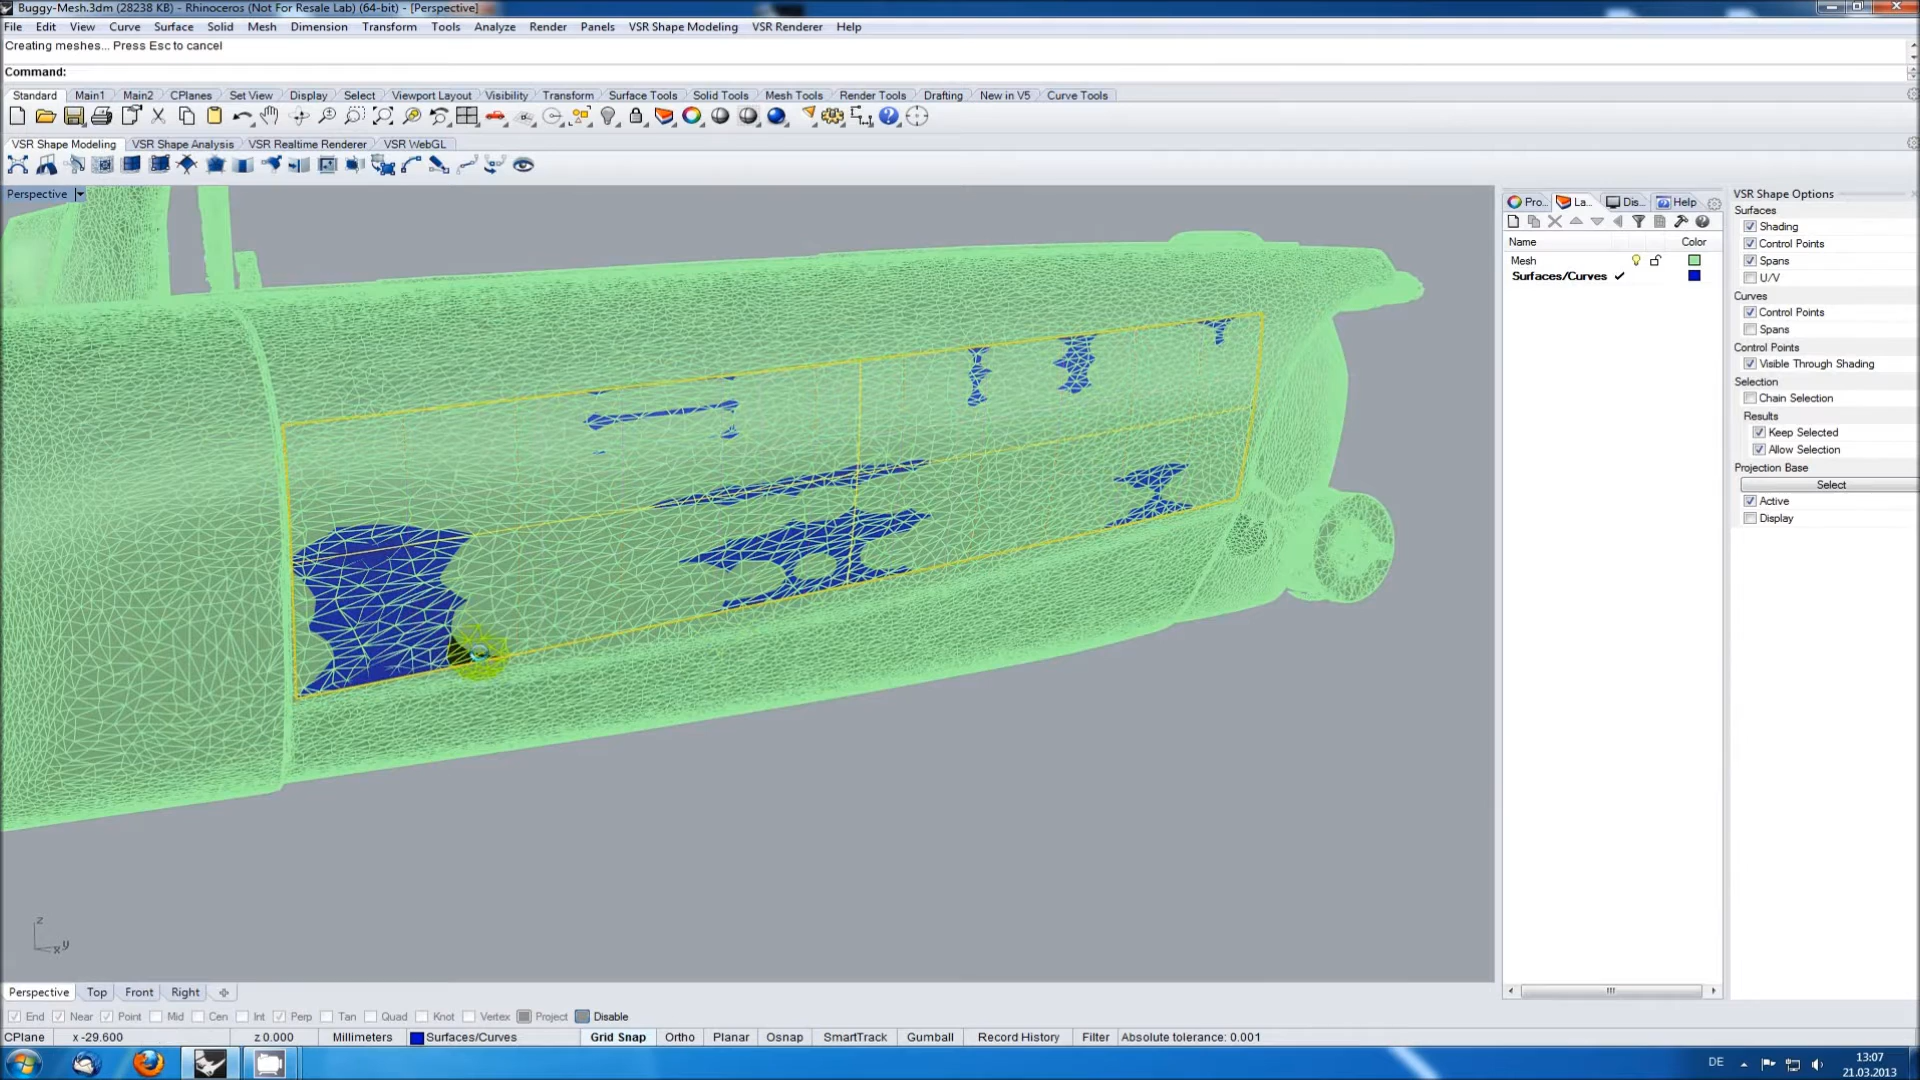 Buggy-Mesh.3dm (28238 KB) - Rhinoceros (Not For Resale Lab) (64-bit) - [Perspective]
File Edit View Curve Surface Solid Mesh Dimension Transform Tools Analyze Render Panels VSR Shape Modeling VSR Renderer Help
Creating meshes... Press Esc to cancel
Command:
Standard Main1 Main2 CPlanes Set View Display Select Viewport Layout Visibility Transform Surface Tools Solid Tools Mesh Tools Render Tools Drafting New in V5 Curve Tools
VSR Shape Modeling VSR Shape Analysis VSR Realtime Renderer VSR WebGL
Perspective
Pro... La... Dis... Help
Name Color
Mesh
Surfaces/Curves
VSR Shape Options
Surfaces
Shading
Control Points
Spans
U/V
Curves
Control Points
Spans
Control Points
Visible Through Shading
Selection
Chain Selection
Results
Keep Selected
Allow Selection
Projection Base
Select
Active
Display
z
x y
Perspective Top Front Right
End Near Point Mid Cen Int Perp Tan Quad Knot Vertex Project Disable
CPlane x -29.600 z 0.000 Millimeters Surfaces/Curves Grid Snap Ortho Planar Osnap SmartTrack Gumball Record History Filter Absolute tolerance: 0.001
DE
13:07
21.03.2013